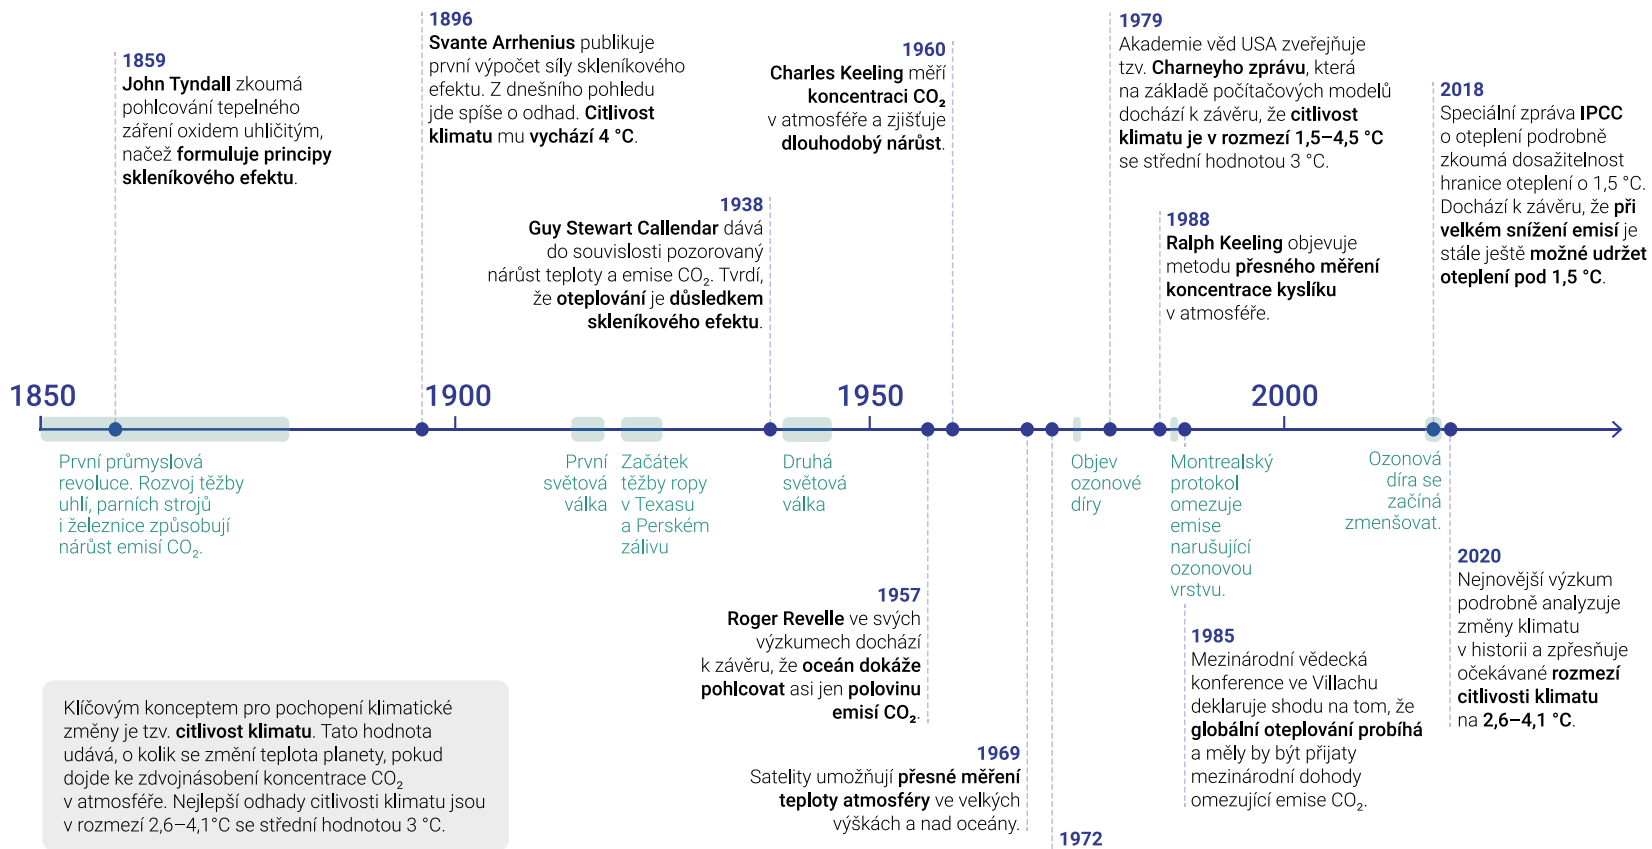 1859
John Tyndall zkoumá
pohlcování tepelného
záření oxidem uhličitým,
načež formuluje principy
skleníkového efektu.
1896
Svante Arrhenius publikuje
první výpočet síly skleníkového
efektu. Z dnešního pohledu
jde spíše o odhad. Citlivost
klimatu mu vychází 4 °C.
1938
Guy Stewart Callendar dává
do souvislosti pozorovaný
nárůst teploty a emise CO₂. Tvrdí,
že oteplování je důsledkem
skleníkového efektu.
1960
Charles Keeling měří
koncentraci CO₂
v atmosféře a zjišťuje
dlouhodobý nárůst.
1979
Akademie věd USA zveřejňuje
tzv. Charneyho zprávu, která
na základě počítačových modelů
dochází k závěru, že citlivost
klimatu je v rozmezí 1,5–4,5 °C
se střední hodnotou 3 °C.
1988
Ralph Keeling objevuje
metodu přesného měření
koncentrace kyslíku
v atmosféře.
2018
Speciální zpráva IPCC
o oteplení podrobně
zkoumá dosažitelnost
hranice oteplení o 1,5 °C.
Dochází k závěru, že při
velkém snížení emisí je
stále ještě možné udržet
oteplení pod 1,5 °C.
1850
1900
1950
2000
První průmyslová
revoluce. Rozvoj těžby
uhlí, parních strojů
i železnice způsobují
nárůst emisí CO₂.
První
světová
válka
Začátek
těžby ropy
v Texasu
a Perském
zálivu
Druhá
světová
válka
Objev
ozonové
díry
Montrealský
protokol
omezuje
emise
narušující
ozonovou
vrstvu.
Ozonová
díra se
začíná
zmenšovat.
1957
Roger Revelle ve svých
výzkumech dochází
k závěru, že oceán dokáže
pohlcovat asi jen polovinu
emisí CO₂.
1969
Satelity umožňují přesné měření
teploty atmosféry ve velkých
výškách a nad oceány.
1972
1985
Mezinárodní vědecká
konference ve Villachu
deklaruje shodu na tom, že
globální oteplování probíhá
a měly by být přijaty
mezinárodní dohody
omezující emise CO₂.
2020
Nejnovější výzkum
podrobně analyzuje
změny klimatu
v historii a zpřesňuje
očekávané rozmezí
citlivosti klimatu
na 2,6–4,1 °C.
Klíčovým konceptem pro pochopení klimatické
změny je tzv. citlivost klimatu. Tato hodnota
udává, o kolik se změní teplota planety, pokud
dojde ke zdvojnásobení koncentrace CO₂
v atmosféře. Nejlepší odhady citlivosti klimatu jsou
v rozmezí 2,6–4,1°C se střední hodnotou 3 °C.